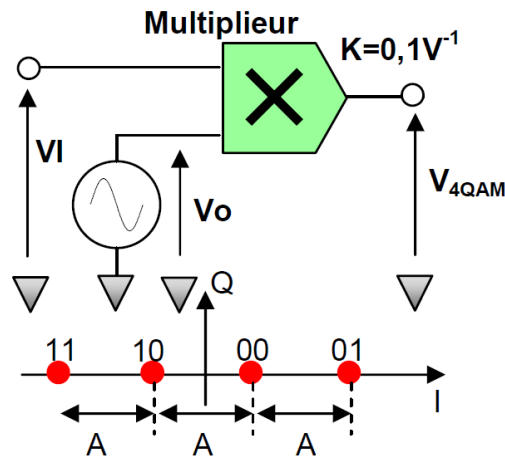 Multiplieur
K=0,1V⁻¹
VI
Vo
V4QAM
Q
11 10 00 01
I
A A A